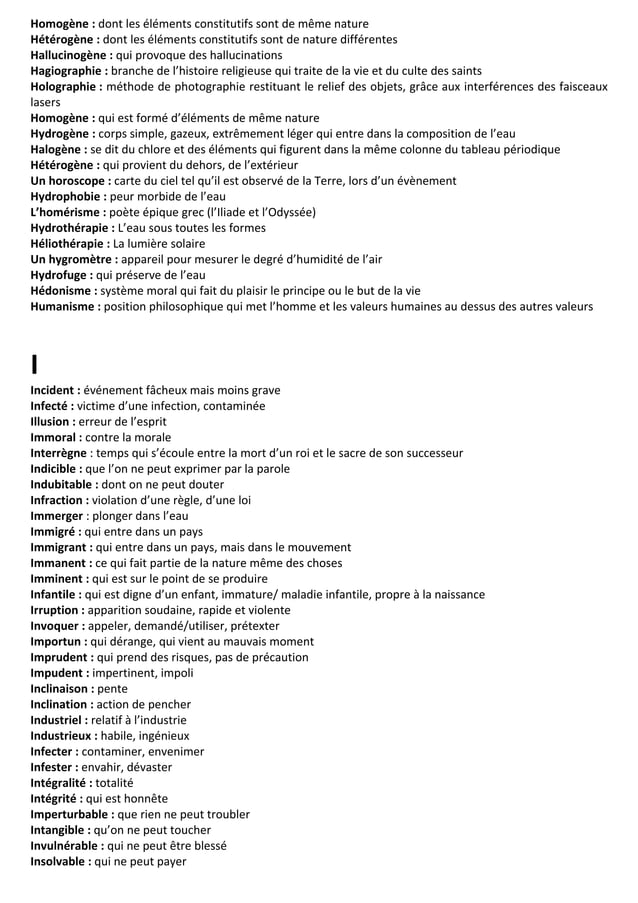 Homogène : dont les éléments constitutifs sont de même nature
Hétérogène : dont les éléments constitutifs sont de nature différentes
Hallucinogène : qui provoque des hallucinations
Hagiographie : branche de l’histoire religieuse qui traite de la vie et du culte des saints
Holographie : méthode de photographie restituant le relief des objets, grâce aux interférences des faisceaux
lasers
Homogène : qui est formé d’éléments de même nature
Hydrogène : corps simple, gazeux, extrêmement léger qui entre dans la composition de l’eau
Halogène : se dit du chlore et des éléments qui figurent dans la même colonne du tableau périodique
Hétérogène : qui provient du dehors, de l’extérieur
Un horoscope : carte du ciel tel qu’il est observé de la Terre, lors d’un évènement
Hydrophobie : peur morbide de l’eau
L’homérisme : poète épique grec (l’Iliade et l’Odyssée)
Hydrothérapie : L’eau sous toutes les formes
Héliothérapie : La lumière solaire
Un hygromètre : appareil pour mesurer le degré d’humidité de l’air
Hydrofuge : qui préserve de l’eau
Hédonisme : système moral qui fait du plaisir le principe ou le but de la vie
Humanisme : position philosophique qui met l’homme et les valeurs humaines au dessus des autres valeurs
I
Incident : événement fâcheux mais moins grave
Infecté : victime d’une infection, contaminée
Illusion : erreur de l’esprit
Immoral : contre la morale
Interrègne : temps qui s’écoule entre la mort d’un roi et le sacre de son successeur
Indicible : que l’on ne peut exprimer par la parole
Indubitable : dont on ne peut douter
Infraction : violation d’une règle, d’une loi
Immerger : plonger dans l’eau
Immigré : qui entre dans un pays
Immigrant : qui entre dans un pays, mais dans le mouvement
Immanent : ce qui fait partie de la nature même des choses
Imminent : qui est sur le point de se produire
Infantile : qui est digne d’un enfant, immature/ maladie infantile, propre à la naissance
Irruption : apparition soudaine, rapide et violente
Invoquer : appeler, demandé/utiliser, prétexter
Importun : qui dérange, qui vient au mauvais moment
Imprudent : qui prend des risques, pas de précaution
Impudent : impertinent, impoli
Inclinaison : pente
Inclination : action de pencher
Industriel : relatif à l’industrie
Industrieux : habile, ingénieux
Infecter : contaminer, envenimer
Infester : envahir, dévaster
Intégralité : totalité
Intégrité : qui est honnête
Imperturbable : que rien ne peut troubler
Intangible : qu’on ne peut toucher
Invulnérable : qui ne peut être blessé
Insolvable : qui ne peut payer